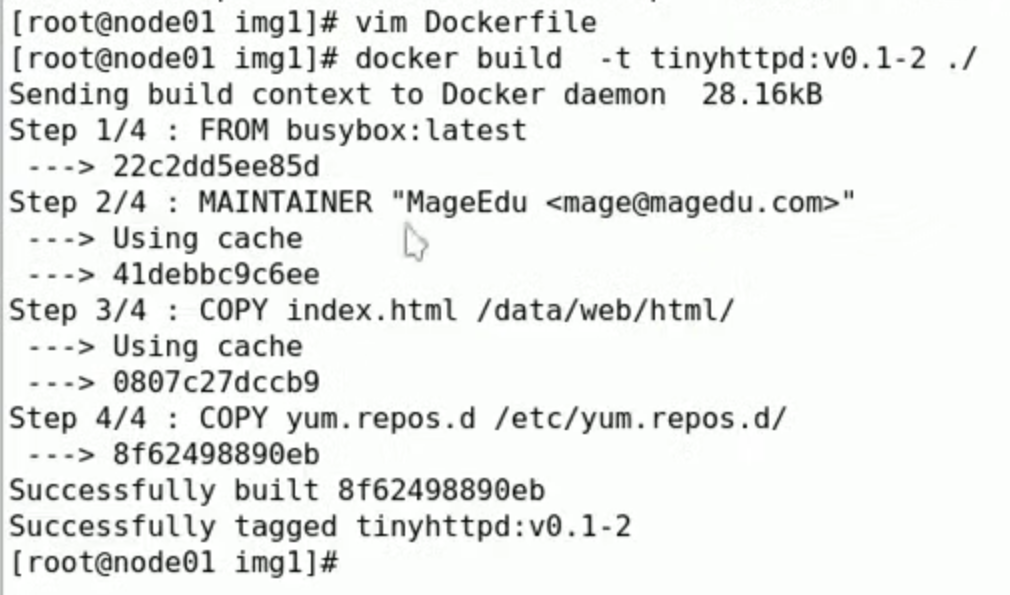 [root@node01 img1]# vim Dockerfile
[root@node01 img1]# docker build  -t tinyhttpd:v0.1-2 ./
Sending build context to Docker daemon  28.16kB
Step 1/4 : FROM busybox:latest
 ---> 22c2dd5ee85d
Step 2/4 : MAINTAINER "MageEdu <mage@magedu.com>"
 ---> Using cache
 ---> 41debbc9c6ee
Step 3/4 : COPY index.html /data/web/html/
 ---> Using cache
 ---> 0807c27dccb9
Step 4/4 : COPY yum.repos.d /etc/yum.repos.d/
 ---> 8f62498890eb
Successfully built 8f62498890eb
Successfully tagged tinyhttpd:v0.1-2
[root@node01 img1]#